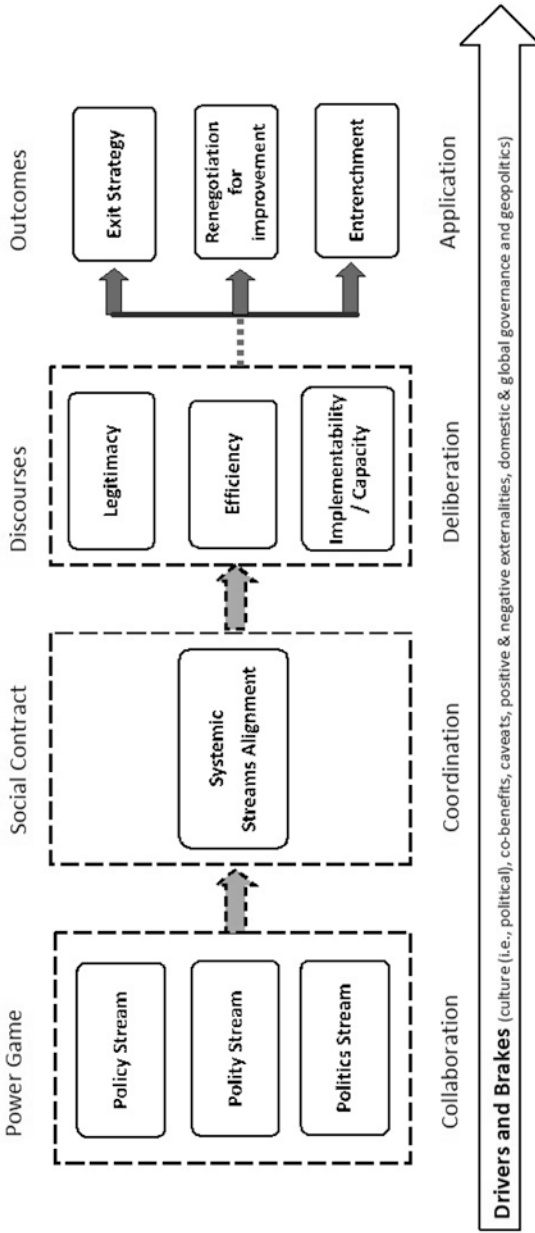 Power Game
Social Contract
Discourses
Outcomes
Policy Stream
Polity Stream
Politics Stream
Systemic
Streams Alignment
Legitimacy
Efficiency
Implementability
/ Capacity
Exit Strategy
Renegotiation
for
improvement
Entrenchment
Collaboration
Coordination
Deliberation
Application
Drivers and Brakes (culture (i.e., political), co-benefits, caveats, positive & negative externalities, domestic & global governance and geopolitics)